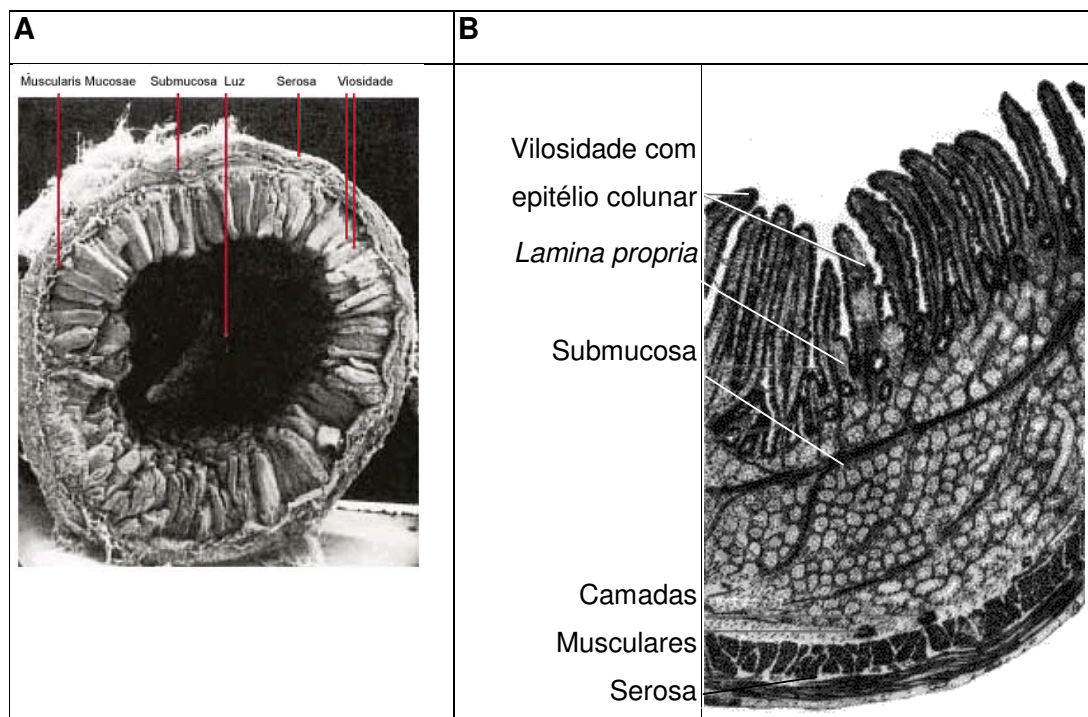 A
B
Muscularis Mucosae Submucosa Luz Serosa Viosidade
Vilosidade com
epitélio colunar
Lamina propria
Submucosa
Camadas
Musculares
Serosa